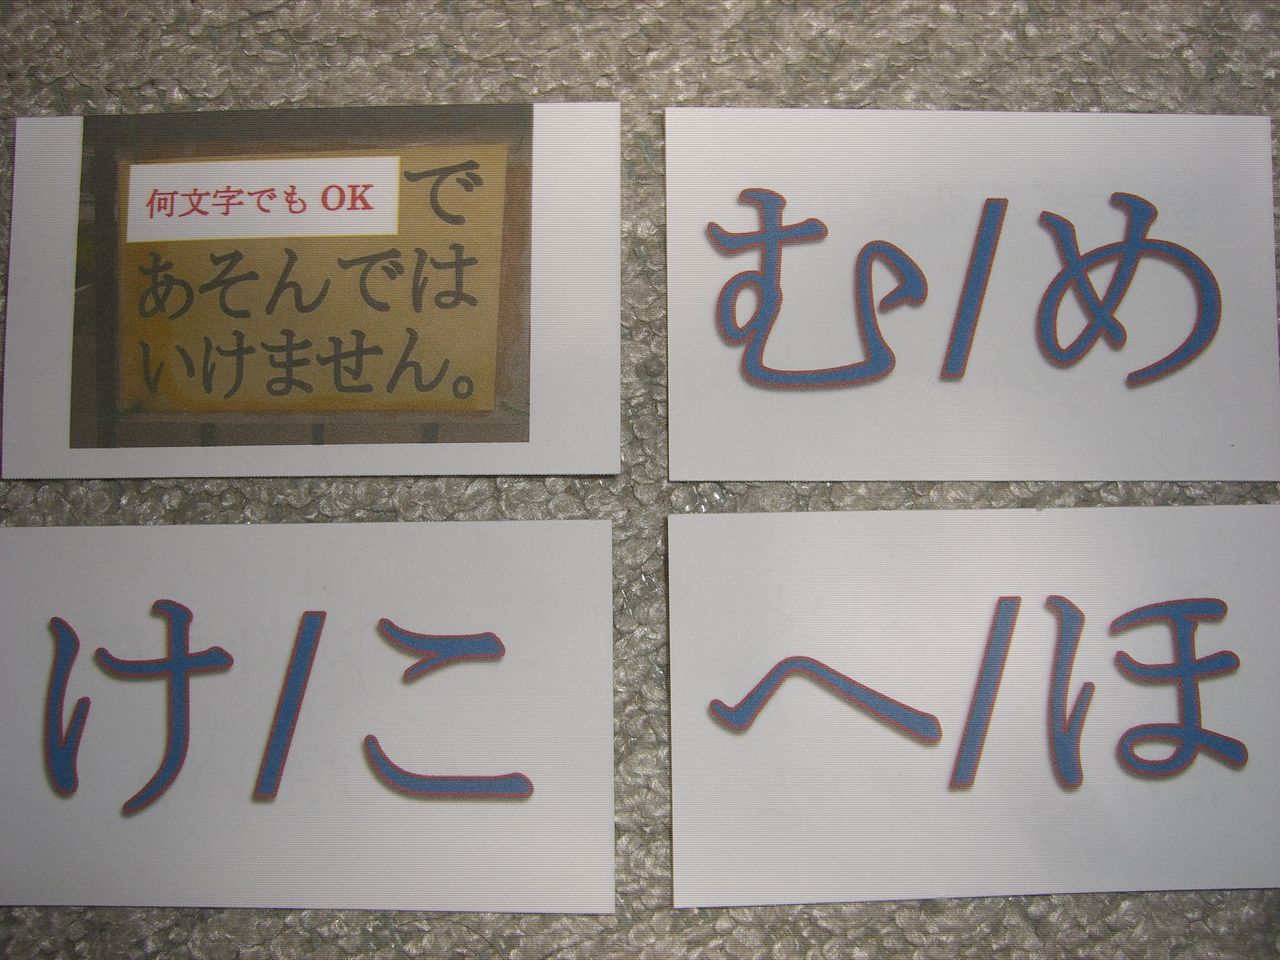 何文字でも OK で
あそんでは
いけません。
む/め
け/こ
へ/ほ